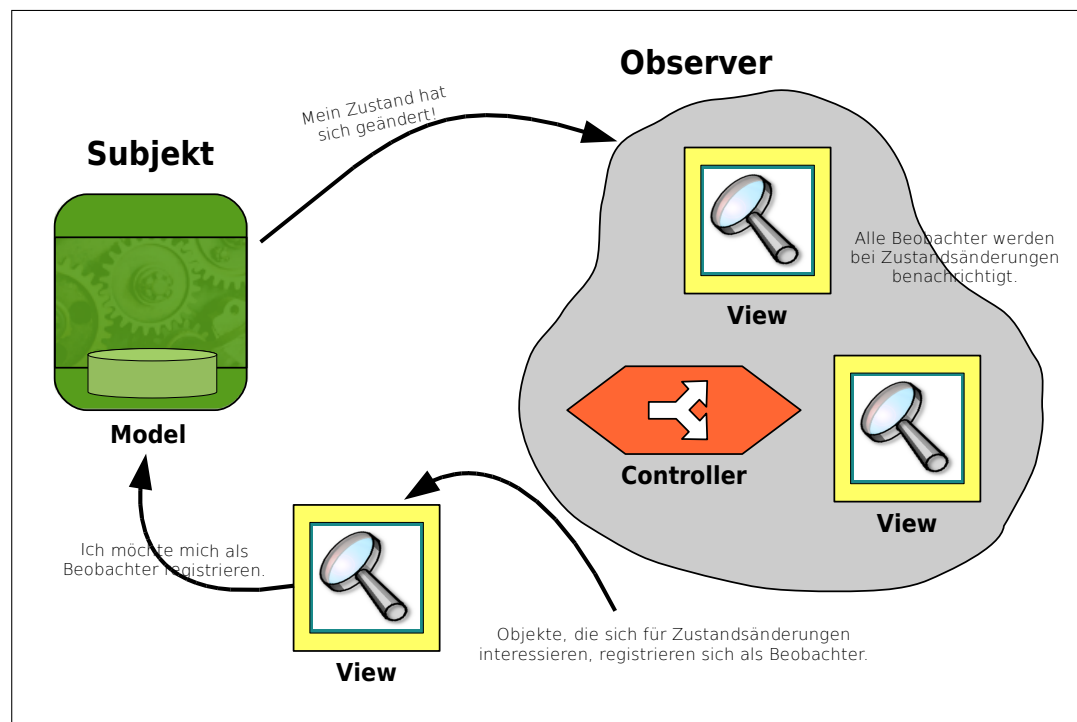 Observer
Mein Zustand hat
sich geändert!
Subjekt
Alle Beobachter werden
bei Zustandsänderungen
benachrichtigt.
View
Model
Controller
View
Ich möchte mich als
Beobachter registrieren.
Objekte, die sich für Zustandsänderungen
interessieren, registrieren sich als Beobachter.
View